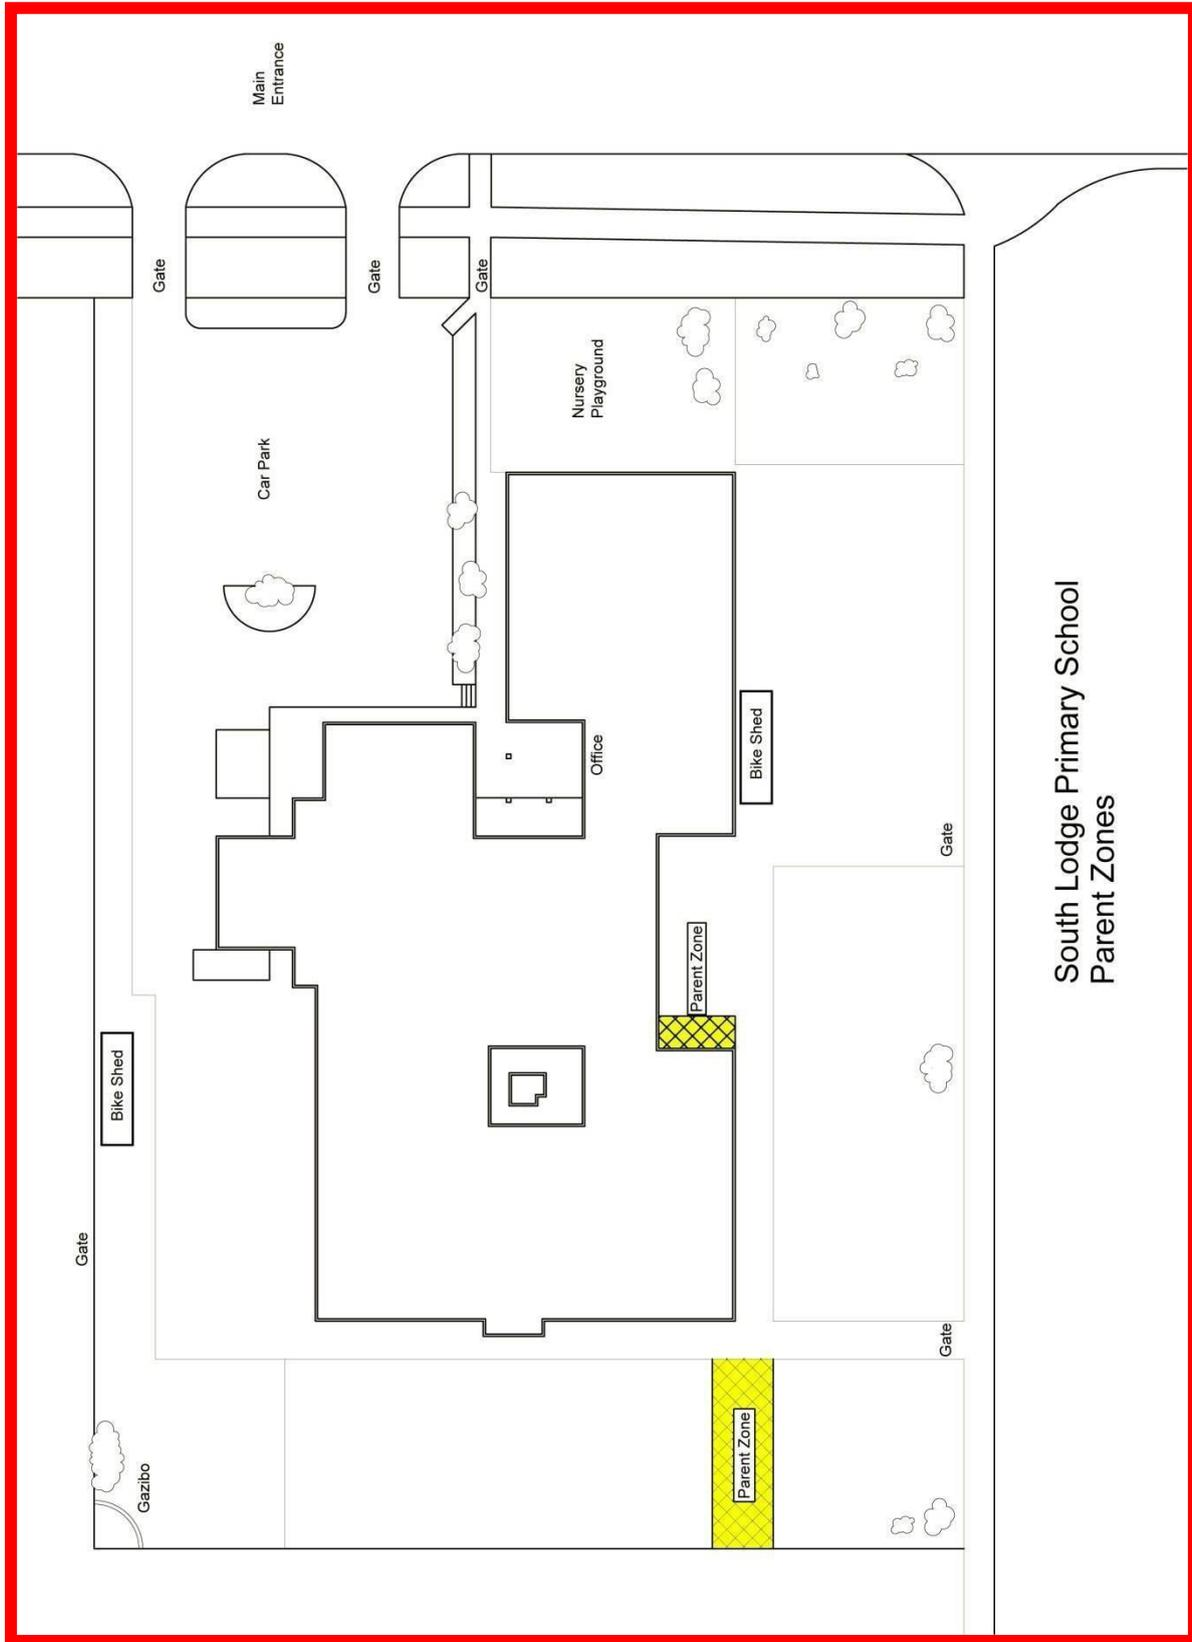 Main
Entrance
Gate
Gate
Gate
Nursery
Playground
Car Park
Office
Bike Shed
Gate
Parent Zone
Bike Shed
Gate
Gate
Gazibo
Parent Zone
South Lodge Primary School
Parent Zones